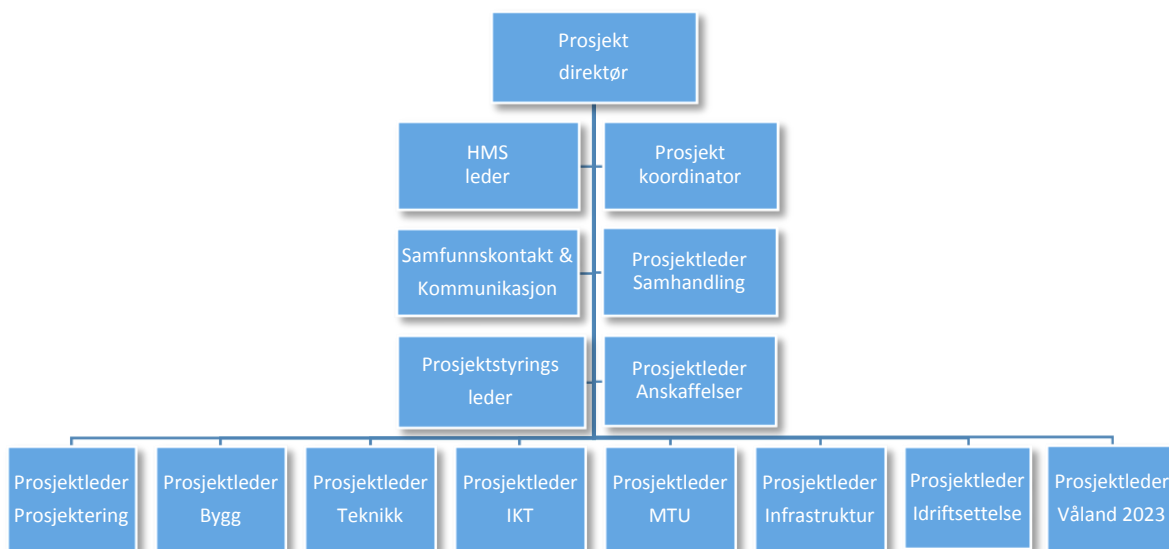 Prosjekt
direktør
HMS
leder
Prosjekt
koordinator
Samfunnskontakt &
Kommunikasjon
Prosjektleder
Samhandling
Prosjektstyrings
leder
Prosjektleder
Anskaffelser
Prosjektleder
Prosjektering
Prosjektleder
Bygg
Prosjektleder
Teknikk
Prosjektleder
IKT
Prosjektleder
MTU
Prosjektleder
Infrastruktur
Prosjektleder
Idriftsettelse
Prosjektleder
Våland 2023